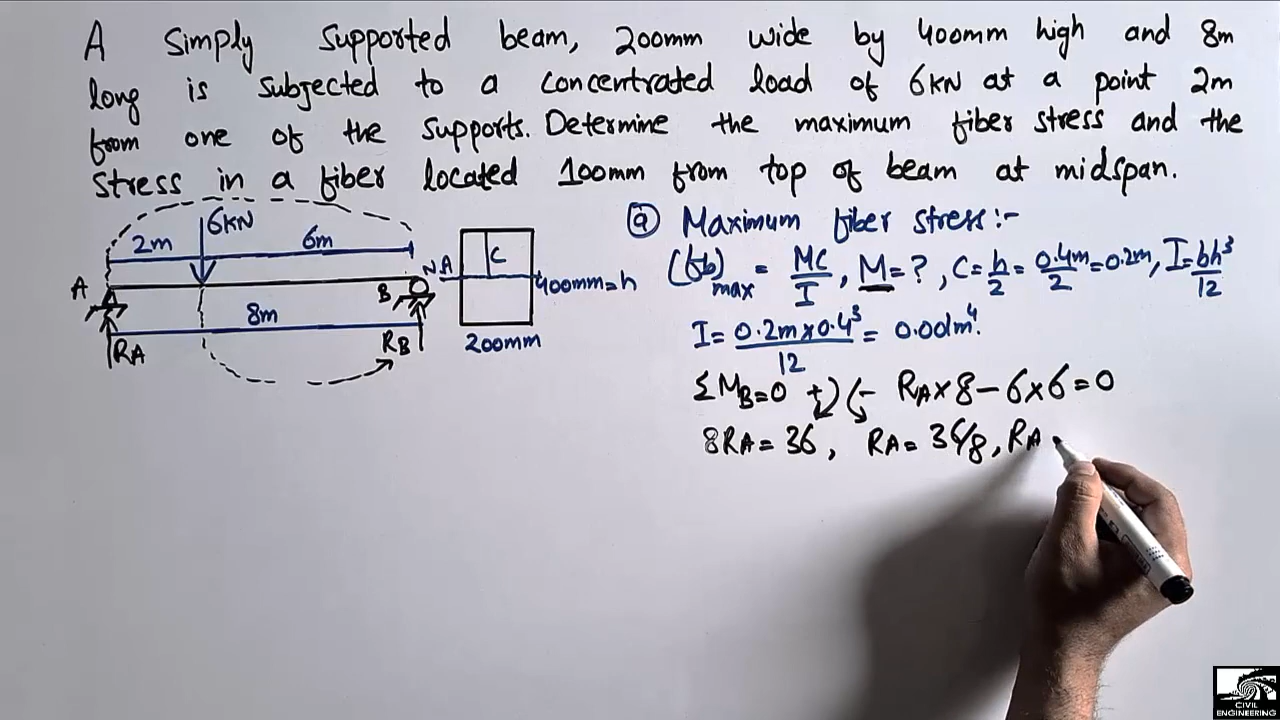 A simply supported beam, 200mm wide by 400mm high and 8m
long is subjected to a concentrated load of 6kN at a point 2m
from one of the supports. Determine the maximum fiber stress and the
stress in a fiber located 100mm from top of beam at midspan.
ⓐ Maximum fiber stress:-
(fb)max = MC/I, M=?, C=h/2=0.4m/2=0.2m, I=bh³/12
I=0.2m×0.4³/12=0.001m⁴.
ΣMB=0 + - RA×8-6×6=0
8RA=36, RA=36/8, RA
6kN
2m
6m
A
B
8m
RA
RB
NA
C
400mm=h
200mm
CIVIL
ENGINEERING